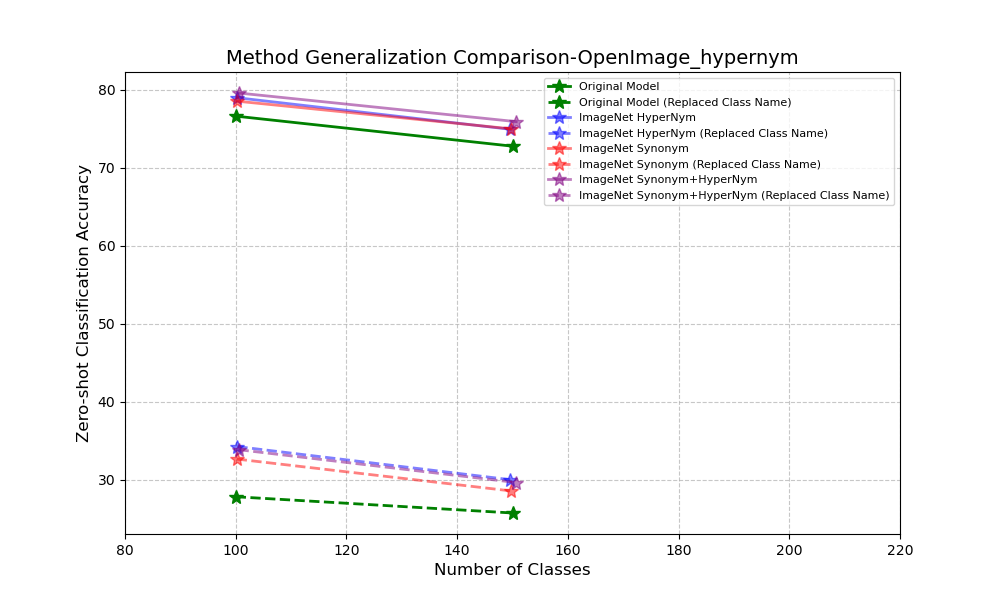 Method Generalization Comparison-OpenImage_hypernym
Zero-shot Classification Accuracy
80
70
60
50
40
30
Original Model
Original Model (Replaced Class Name)
ImageNet HyperNym
ImageNet HyperNym (Replaced Class Name)
ImageNet Synonym
ImageNet Synonym (Replaced Class Name)
ImageNet Synonym+HyperNym
ImageNet Synonym+HyperNym (Replaced Class Name)
80 100 120 140 160 180 200 220
Number of Classes